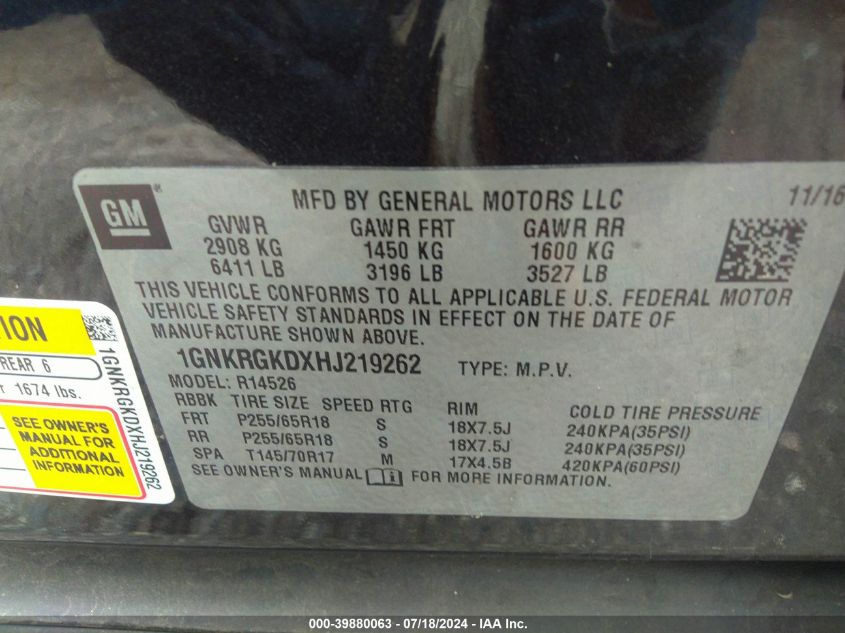 GM
MFD BY GENERAL MOTORS LLC 11/16
GVWR GAWR FRT GAWR RR
2908 KG 1450 KG 1600 KG
6411 LB 3196 LB 3527 LB
THIS VEHICLE CONFORMS TO ALL APPLICABLE U.S. FEDERAL MOTOR
VEHICLE SAFETY STANDARDS IN EFFECT ON THE DATE OF
MANUFACTURE SHOWN ABOVE.
1GNKRGKDXHJ219262 TYPE: M.P.V.
MODEL: R14526
RBBK TIRE SIZE SPEED RTG RIM COLD TIRE PRESSURE
FRT P255/65R18 S 18X7.5J 240KPA(35PSI)
RR P255/65R18 S 18X7.5J 240KPA(35PSI)
SPA T145/70R17 M 17X4.5B 420KPA(60PSI)
SEE OWNER'S MANUAL FOR MORE INFORMATION.
REAR 6
1674 lbs.
SEE OWNER'S
MANUAL FOR
ADDITIONAL
INFORMATION
1GNKRGKDXHJ219262
000-39880063 - 07/18/2024 - IAA Inc.